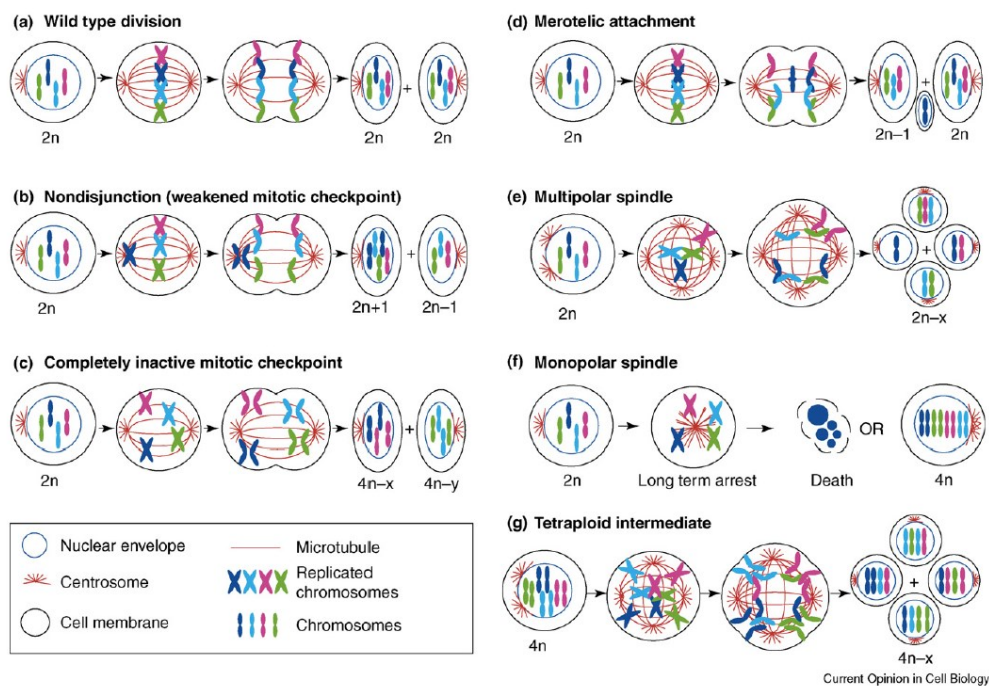 (a) Wild type division
2n
2n
2n
+
(b) Nondisjunction (weakened mitotic checkpoint)
2n
2n+1
+
2n–1
(c) Completely inactive mitotic checkpoint
2n
4n–x
+
4n–y
Nuclear envelope
Centrosome
Cell membrane
Microtubule
Replicated
chromosomes
Chromosomes
(d) Merotelic attachment
2n
2n–1
+
2n
(e) Multipolar spindle
2n
+
2n–x
(f) Monopolar spindle
2n
Long term arrest
Death
OR
4n
(g) Tetraploid intermediate
4n
+
4n–x
Current Opinion in Cell Biology